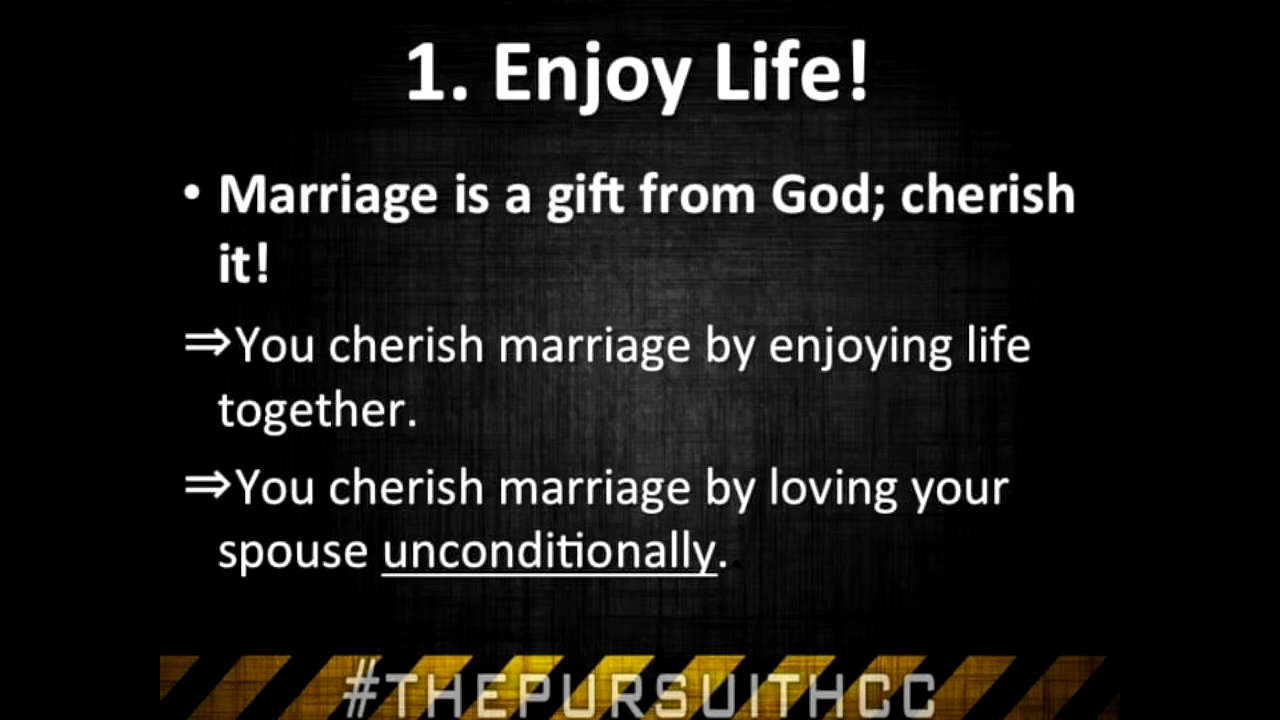 1. Enjoy Life!
• Marriage is a gift from God; cherish
it!
⇒You cherish marriage by enjoying life
together.
⇒You cherish marriage by loving your
spouse unconditionally.
#THEPURSUITHCC